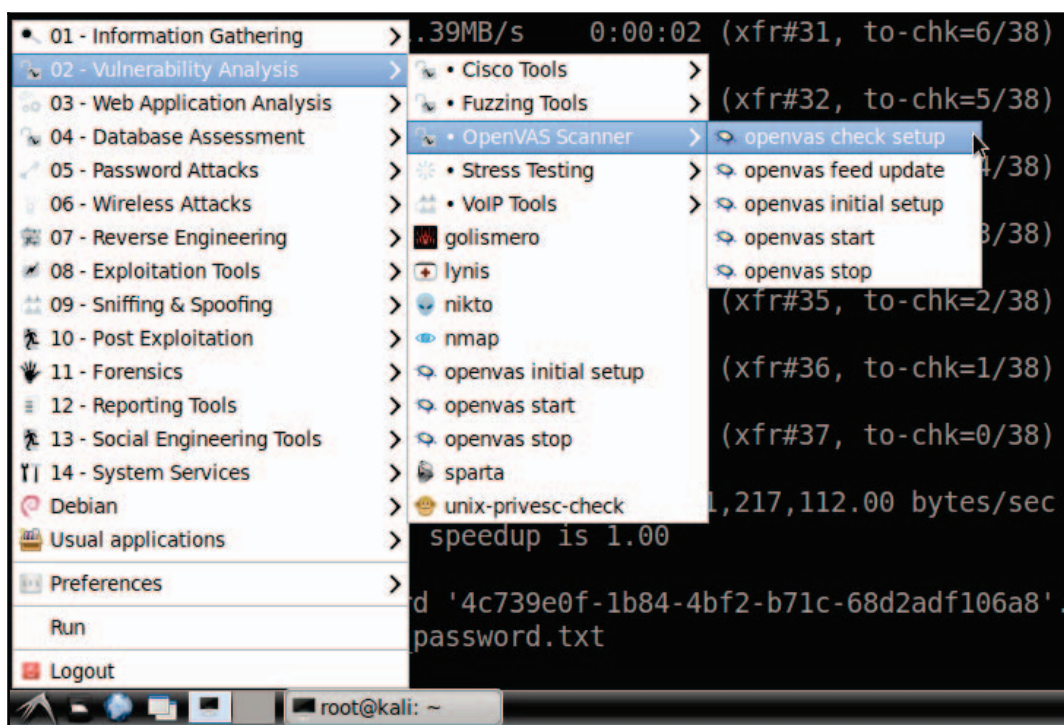 01 - Information Gathering
02 - Vulnerability Analysis
03 - Web Application Analysis
04 - Database Assessment
05 - Password Attacks
06 - Wireless Attacks
07 - Reverse Engineering
08 - Exploitation Tools
09 - Sniffing & Spoofing
10 - Post Exploitation
11 - Forensics
12 - Reporting Tools
13 - Social Engineering Tools
14 - System Services
Debian
Usual applications
Preferences
Run
Logout
• Cisco Tools
• Fuzzing Tools
• OpenVAS Scanner
• Stress Testing
• VoIP Tools
golismero
lynis
nikto
nmap
openvas initial setup
openvas start
openvas stop
sparta
unix-privesc-check
openvas check setup
openvas feed update
openvas initial setup
openvas start
openvas stop
.39MB/s 0:00:02 (xfr#31, to-chk=6/38)
(xfr#32, to-chk=5/38)
/38)
/38)
(xfr#35, to-chk=2/38)
(xfr#36, to-chk=1/38)
(xfr#37, to-chk=0/38)
,217,112.00 bytes/sec
speedup is 1.00
d '4c739e0f-1b84-4bf2-b71c-68d2adf106a8'.
password.txt
root@kali: ~